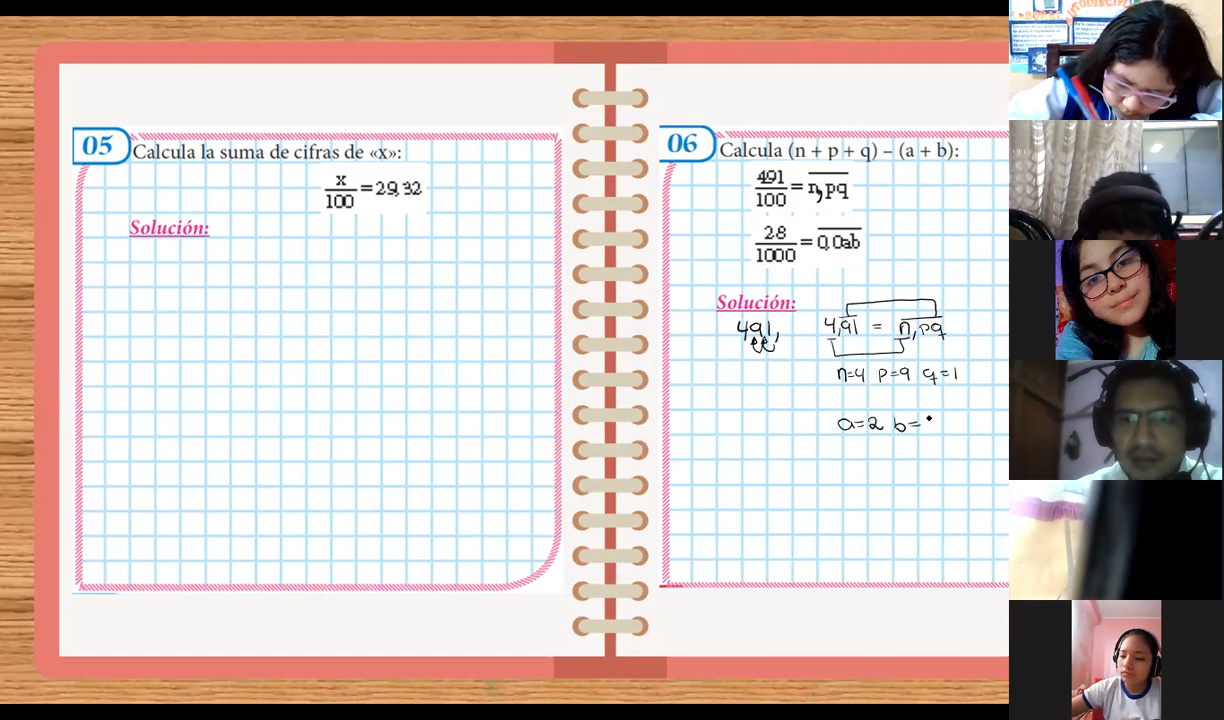 05 Calcula la suma de cifras de «x»:
x/100 = 29,32
Solución:
06 Calcula (n + p + q) – (a + b):
491/100 = n,pq
28/1000 = 0,0ab
Solución:
491, 4,91 = n,pq
n=4 p=9 q=1
a=2 b=